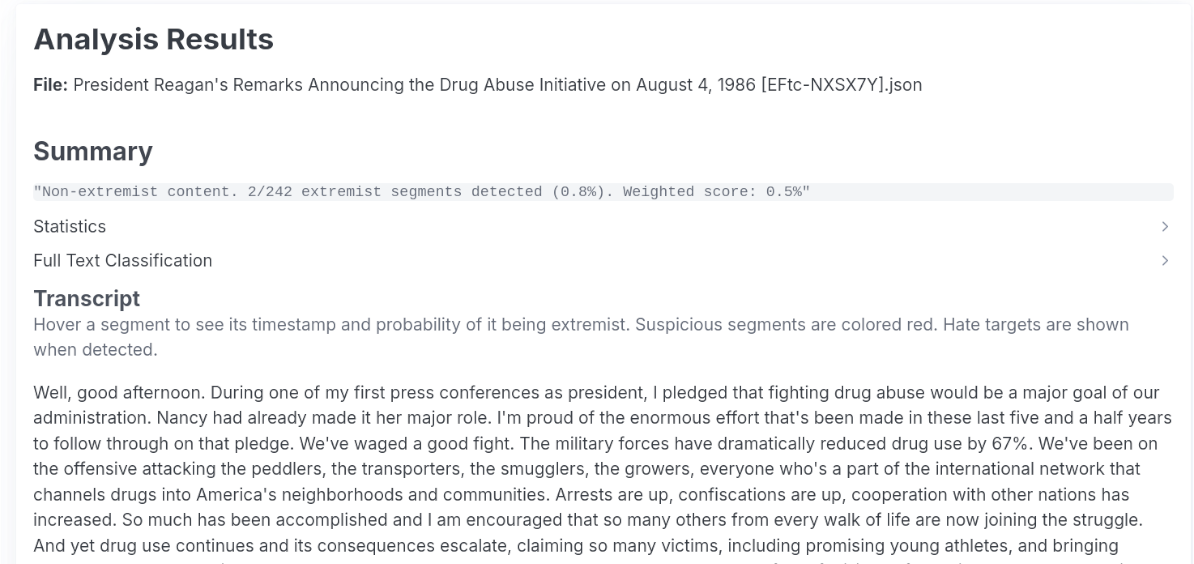 Analysis Results
File: President Reagan's Remarks Announcing the Drug Abuse Initiative on August 4, 1986 [EFtc-NXSX7Y].json
Summary
"Non-extremist content. 2/242 extremist segments detected (0.8%). Weighted score: 0.5%"
Statistics
Full Text Classification
Transcript
Hover a segment to see its timestamp and probability of it being extremist. Suspicious segments are colored red. Hate targets are shown
when detected.
Well, good afternoon. During one of my first press conferences as president, I pledged that fighting drug abuse would be a major goal of our
administration. Nancy had already made it her major role. I'm proud of the enormous effort that's been made in these last five and a half years
to follow through on that pledge. We've waged a good fight. The military forces have dramatically reduced drug use by 67%. We've been on
the offensive attacking the peddlers, the transporters, the smugglers, the growers, everyone who's a part of the international network that
channels drugs into America's neighborhoods and communities. Arrests are up, confiscations are up, cooperation with other nations has
increased. So much has been accomplished and I am encouraged that so many others from every walk of life are now joining the struggle.
And yet drug use continues and its consequences escalate, claiming so many victims, including promising young athletes, and bringing